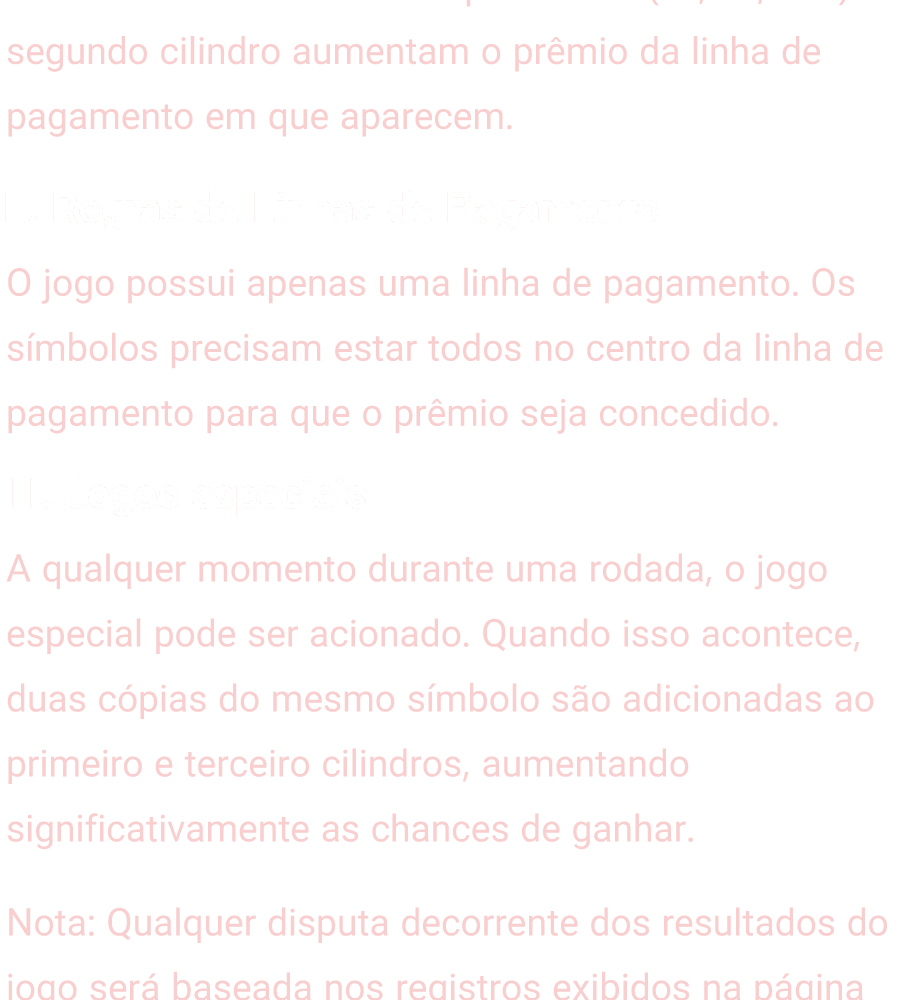 segundo cilindro aumentam o prêmio da linha de
pagamento em que aparecem.
O jogo possui apenas uma linha de pagamento. Os
símbolos precisam estar todos no centro da linha de
pagamento para que o prêmio seja concedido.
A qualquer momento durante uma rodada, o jogo
especial pode ser acionado. Quando isso acontece,
duas cópias do mesmo símbolo são adicionadas ao
primeiro e terceiro cilindros, aumentando
significativamente as chances de ganhar.
Nota: Qualquer disputa decorrente dos resultados do
jogo será baseada nos registros exibidos na página